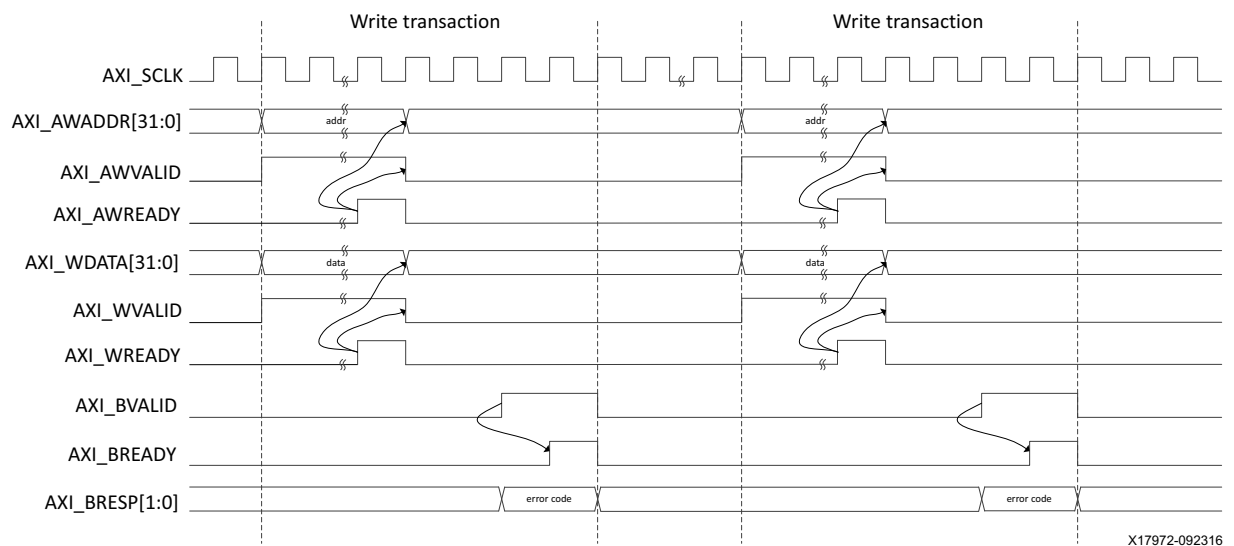 Write transaction Write transaction
AXI_SCLK
AXI_AWADDR[31:0] addr addr
AXI_AWVALID
AXI_AWREADY
AXI_WDATA[31:0] data data
AXI_WVALID
AXI_WREADY
AXI_BVALID
AXI_BREADY
AXI_BRESP[1:0] error code error code
X17972-092316